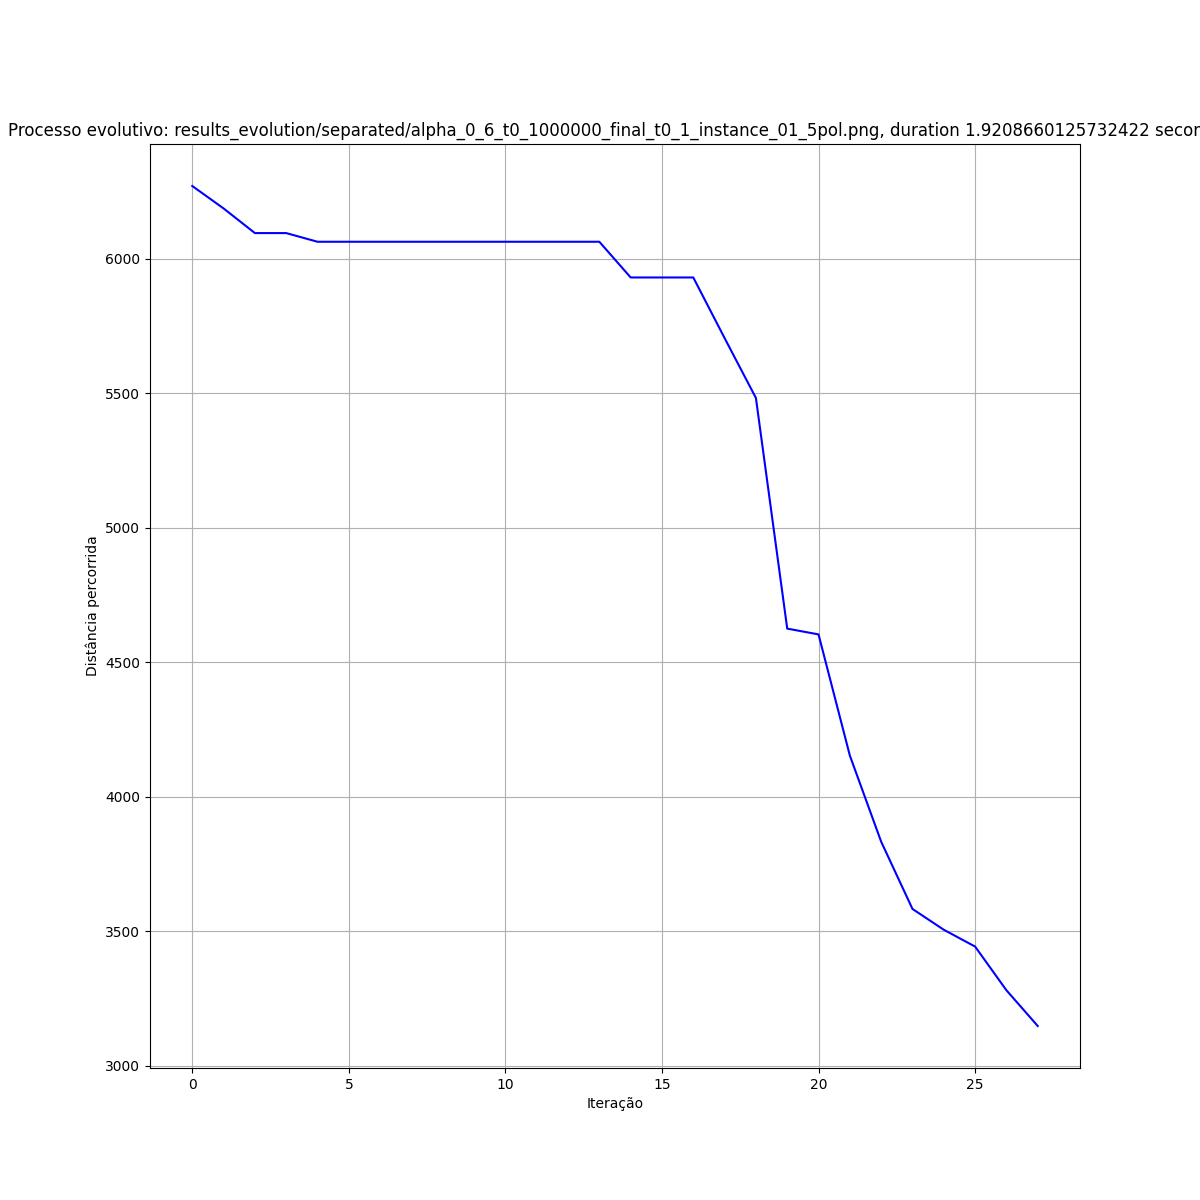 Processo evolutivo: results_evolution/separated/alpha_0_6_t0_1000000_final_t0_1_instance_01_5pol.png, duration 1.9208660125732422
6000
5500
5000
4500
4000
3500
3000
Distância percorrida
0 5 10 15 20 25
Iteração